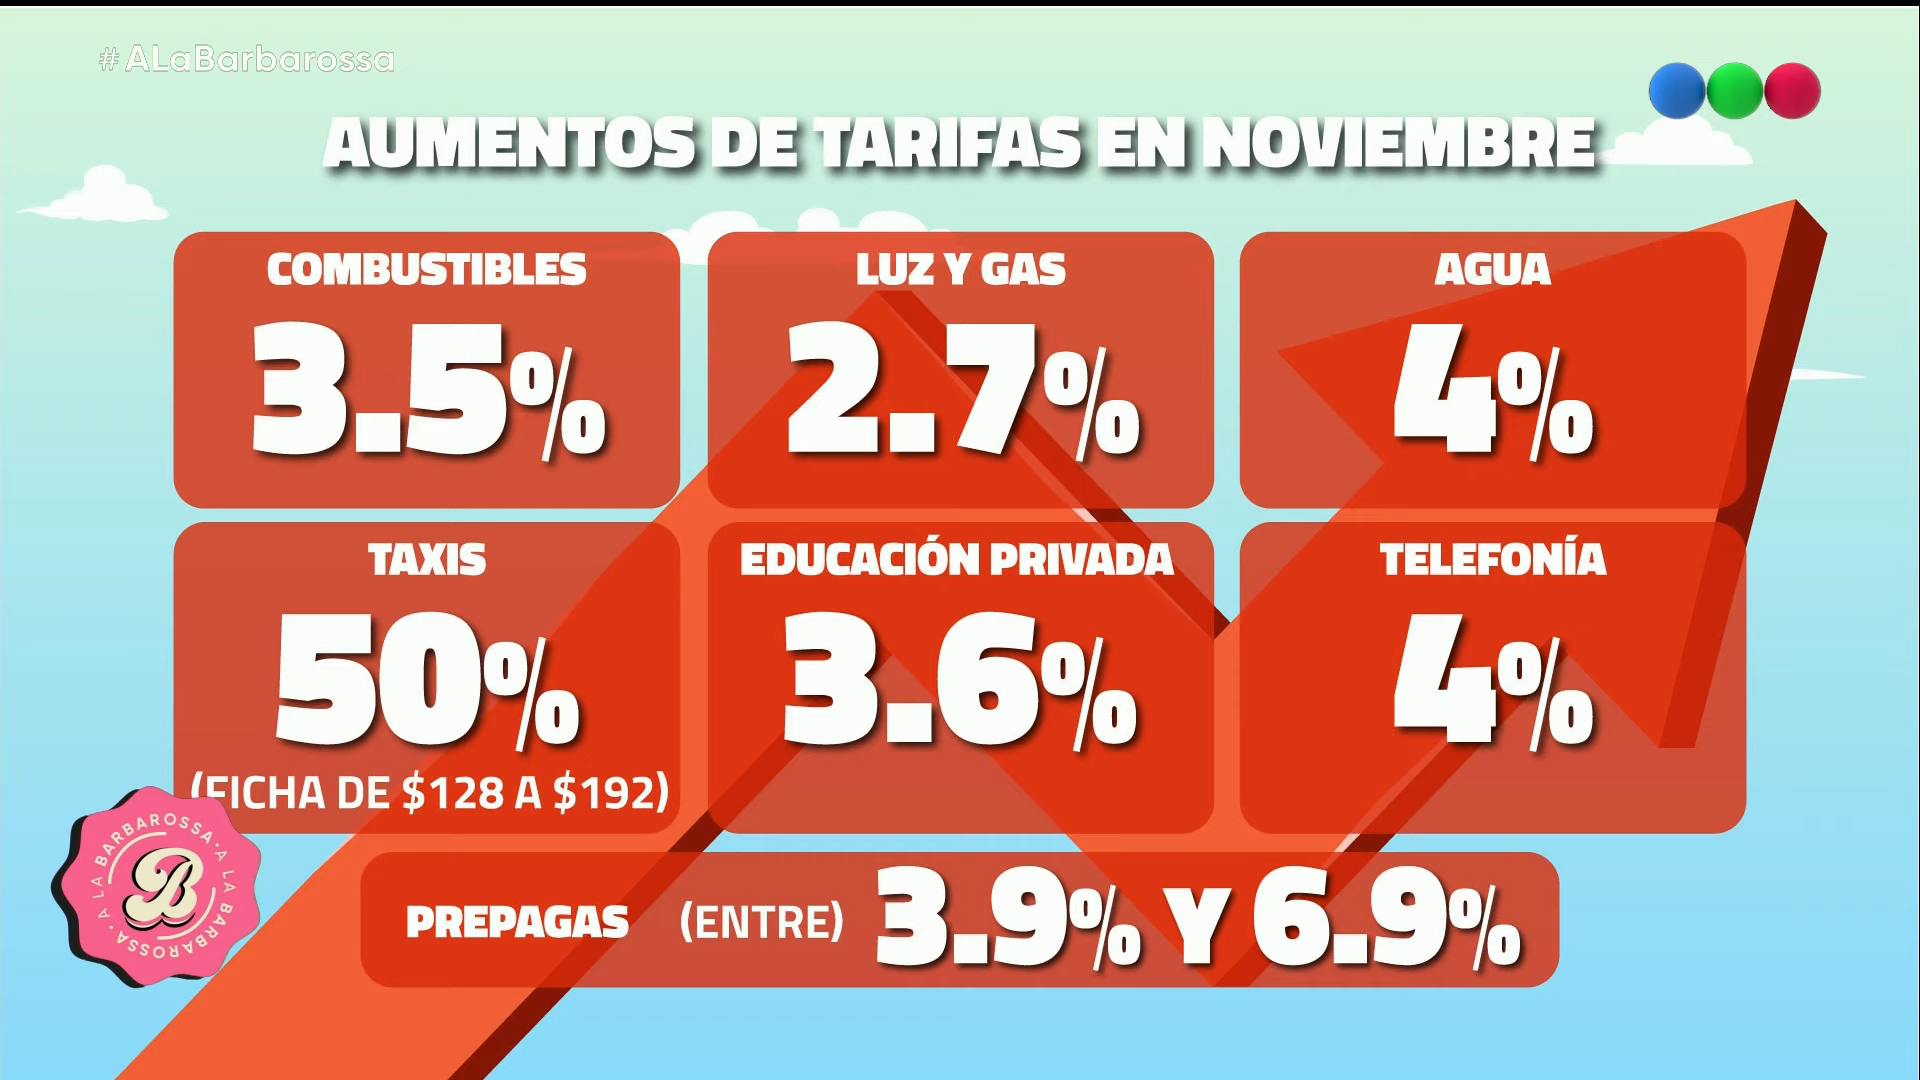 #ALaBarbarossa
AUMENTOS DE TARIFAS EN NOVIEMBRE
COMBUSTIBLES
3.5%
LUZ Y GAS
2.7%
AGUA
4%
TAXIS
50%
(FICHA DE $128 A $192)
EDUCACIÓN PRIVADA
3.6%
TELEFONÍA
4%
PREPAGAS (ENTRE) 3.9% Y 6.9%
A LA BARBAROSSA · A LA BARBAROSSA ·
B